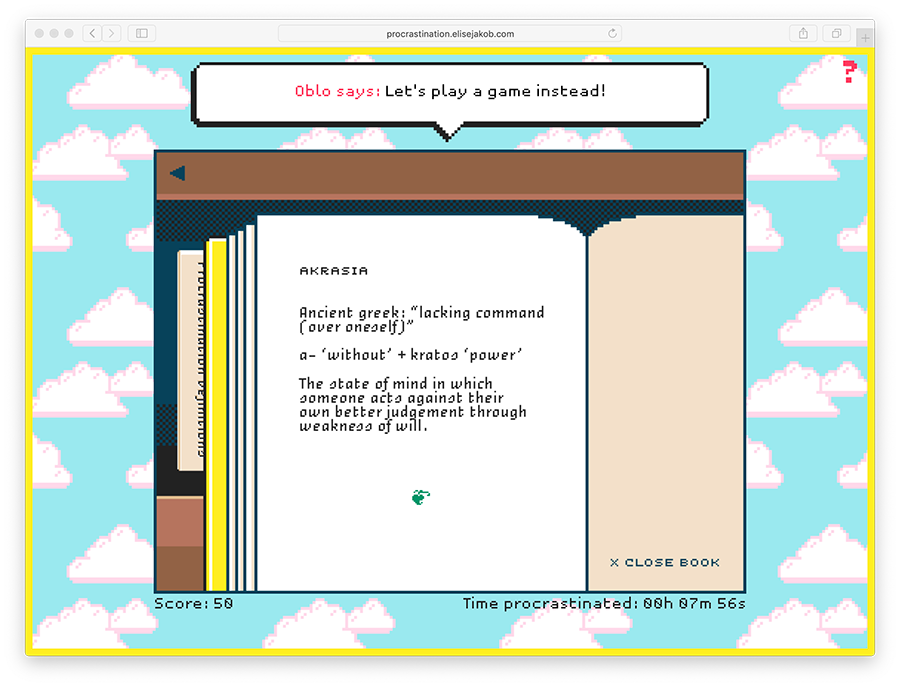 procrastination.elisejakob.com
?
Oblo says: Let's play a game instead!
AKRASIA
Ancient greek: “lacking command
(over oneself)”
a- ‘without’ + kratos ‘power’
The state of mind in which
someone acts against their
own better judgement through
weakness of will.
X CLOSE BOOK
Score: 50
Time procrastinated: 00h 07m 56s